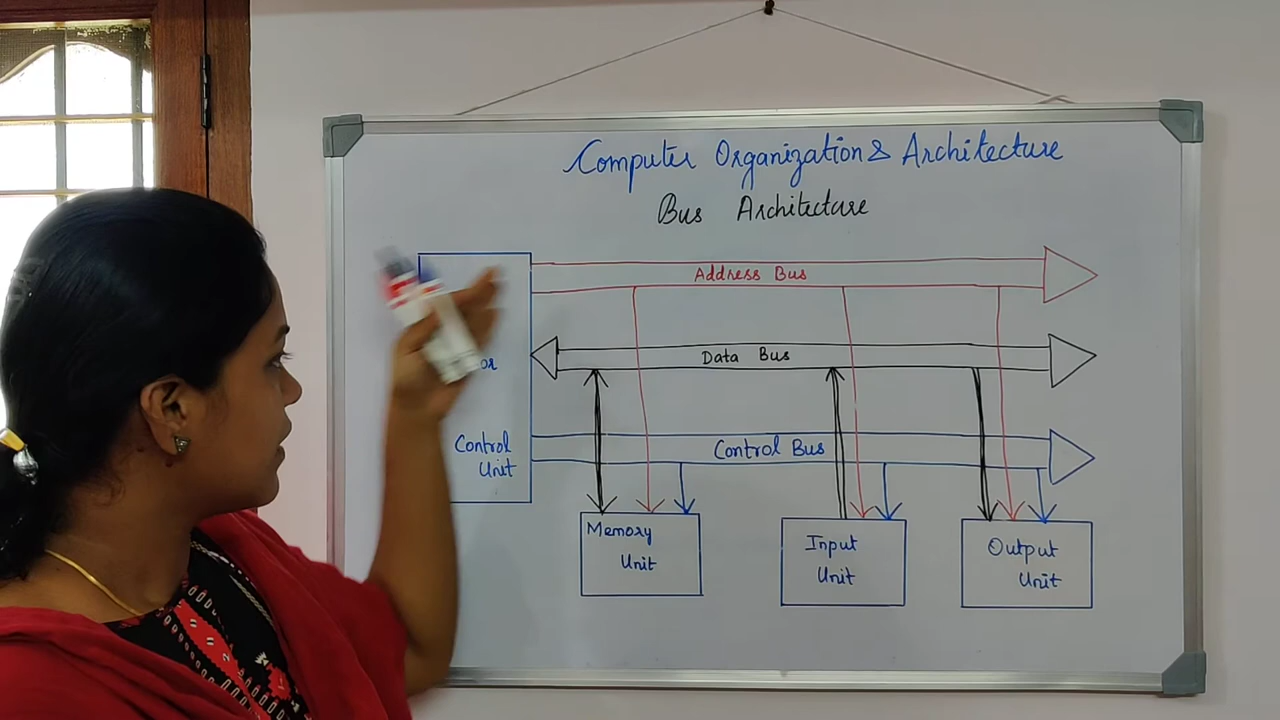 Computer Organization & Architecture
Bus Architecture
Address Bus
Data Bus
Control
Unit
Control Bus
Memory
Unit
Input
Unit
Output
Unit